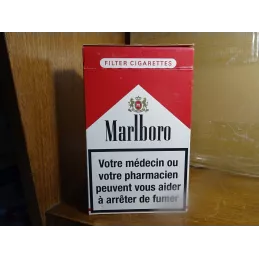 FILTER CIGARETTES
Marlboro
Votre médecin ou
votre pharmacien
peuvent vous aider
à arrêter de fumer